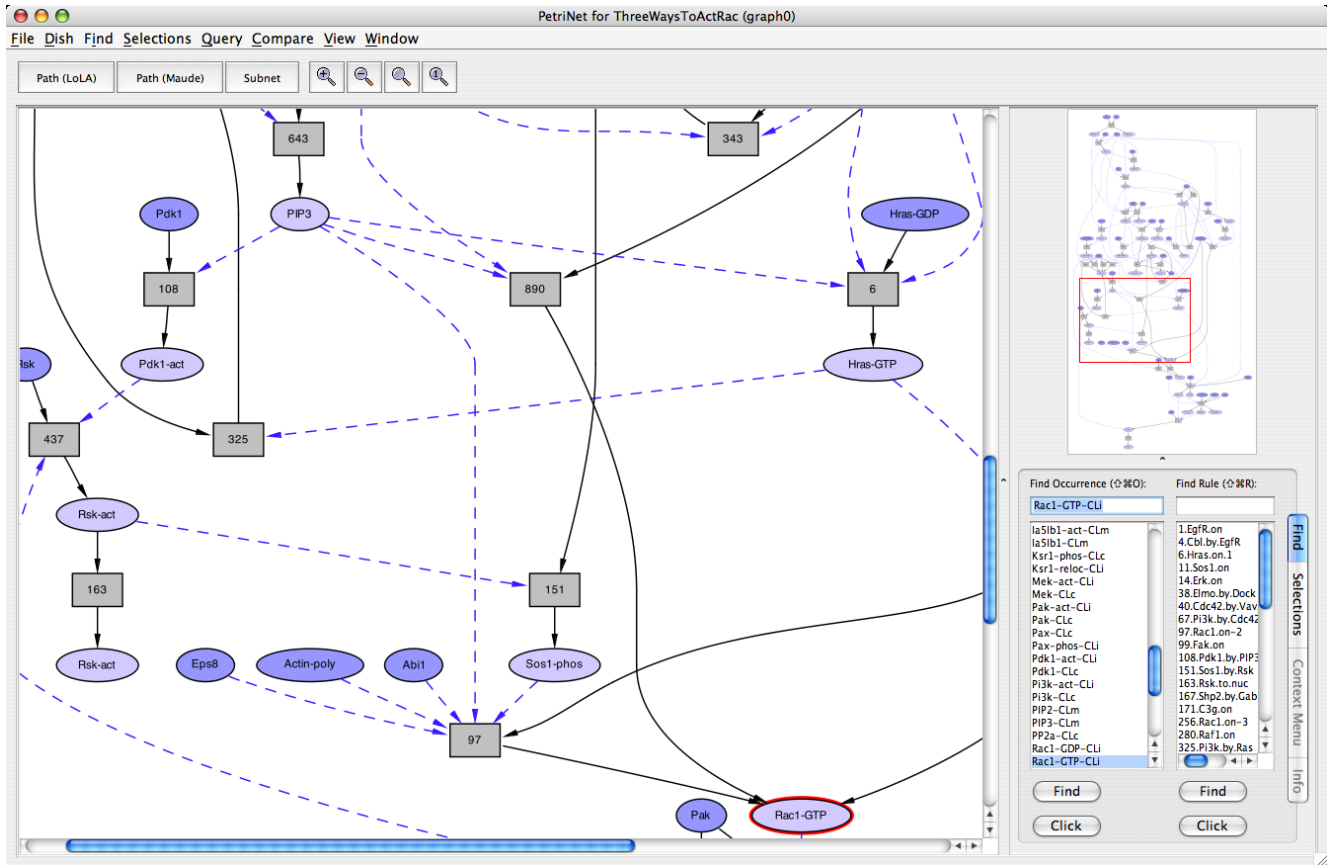 PetriNet for ThreeWaysToActRac (graph0)
File Dish Find Selections Query Compare View Window
Path (LoLA) Path (Maude) Subnet
643
343
Pdk1
PIP3
Hras-GDP
108
890
6
Rsk
Pdk1-act
Hras-GTP
437
325
Rsk-act
163
151
Rsk-act
Eps8
Actin-poly
Abi1
Sos1-phos
97
Pak
Rac1-GTP
Find Occurrence (⇧⌘O):
Rac1-GTP-CLi
Ia5Ib1-act-CLm
Ia5Ib1-CLm
Ksr1-phos-CLc
Ksr1-reloc-CLi
Mek-act-CLi
Mek-CLc
Pak-act-CLi
Pak-CLc
Pax-CLc
Pax-phos-CLi
Pdk1-act-CLi
Pdk1-CLc
Pi3k-act-CLi
Pi3k-CLc
PIP2-CLm
PIP3-CLm
PP2a-CLc
Rac1-GDP-CLi
Rac1-GTP-CLi
Find
Click
Find Rule (⇧⌘R):
1.EgfR.on
4.Cbl.by.EgfR
6.Hras.on.1
11.Sos1.on
14.Erk.on
38.Elmo.by.Dock
40.Cdc42.by.Vav
67.Pi3k.by.Cdc42
97.Rac1.on-2
99.Fak.on
108.Pdk1.by.PIP3
151.Sos1.by.Rsk
163.Rsk.to.nuc
167.Shp2.by.Gab
171.C3g.on
256.Rac1.on-3
280.Raf1.on
325.Pi3k.by.Ras
Find
Click
Find
Selections
Context Menu
Info